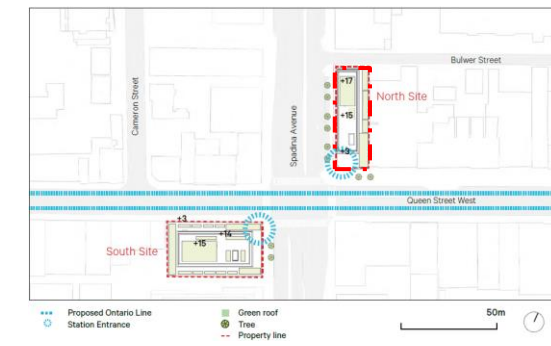 Bulwer Street
+17
North Site
Cameron Street
Spadina Avenue
+15
+3
Queen Street West
+3
+14
+15
South Site
Proposed Ontario Line
Station Entrance
Green roof
Tree
Property line
50m